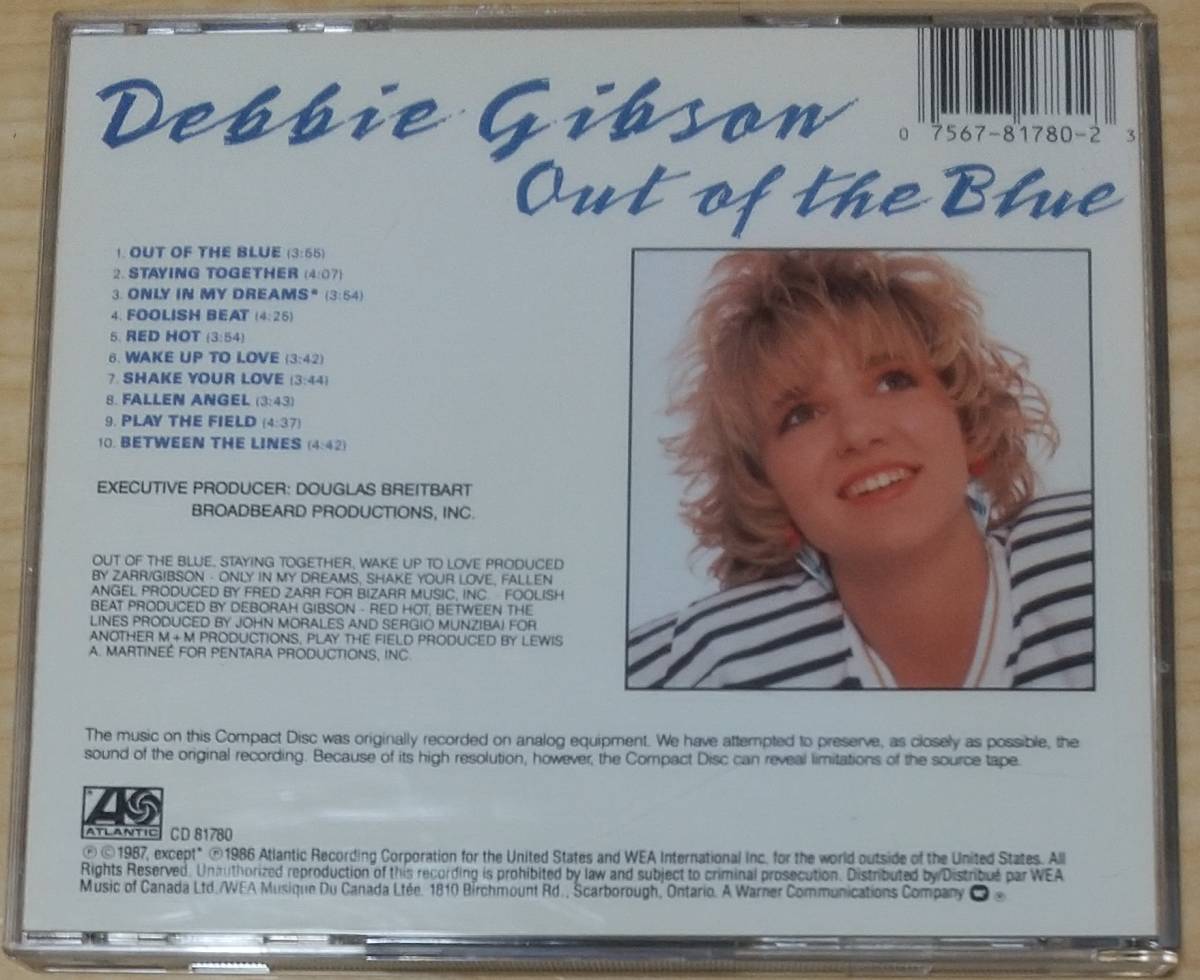 Debbie Gibson
0 7567-81780-2 3
Out of the Blue
1. OUT OF THE BLUE (3:55)
2. STAYING TOGETHER (4:07)
3. ONLY IN MY DREAMS* (3:54)
4. FOOLISH BEAT (4:25)
5. RED HOT (3:54)
6. WAKE UP TO LOVE (3:42)
7. SHAKE YOUR LOVE (3:44)
8. FALLEN ANGEL (3:43)
9. PLAY THE FIELD (4:37)
10. BETWEEN THE LINES (4:42)
EXECUTIVE PRODUCER: DOUGLAS BREITBART
BROADBEARD PRODUCTIONS, INC.
OUT OF THE BLUE, STAYING TOGETHER, WAKE UP TO LOVE PRODUCED
BY ZARR/GIBSON - ONLY IN MY DREAMS, SHAKE YOUR LOVE, FALLEN
ANGEL PRODUCED BY FRED ZARR FOR BIZARR MUSIC, INC. - FOOLISH
BEAT PRODUCED BY DEBORAH GIBSON - RED HOT, BETWEEN THE
LINES PRODUCED BY JOHN MORALES AND SERGIO MUNZIBAI FOR
ANOTHER M + M PRODUCTIONS, PLAY THE FIELD PRODUCED BY LEWIS
A. MARTINEÉ FOR PENTARA PRODUCTIONS, INC.
The music on this Compact Disc was originally recorded on analog equipment. We have attempted to preserve, as closely as possible, the
sound of the original recording. Because of its high resolution, however, the Compact Disc can reveal limitations of the source tape.
ATLANTIC CD 81780
℗ © 1987, except* ℗ 1986 Atlantic Recording Corporation for the United States and WEA International Inc. for the world outside of the United States. All
Rights Reserved. Unauthorized reproduction of this recording is prohibited by law and subject to criminal prosecution. Distributed by/Distribué par WEA
Music of Canada Ltd./WEA Musique Du Canada Ltée. 1810 Birchmount Rd., Scarborough, Ontario. A Warner Communications Company ®